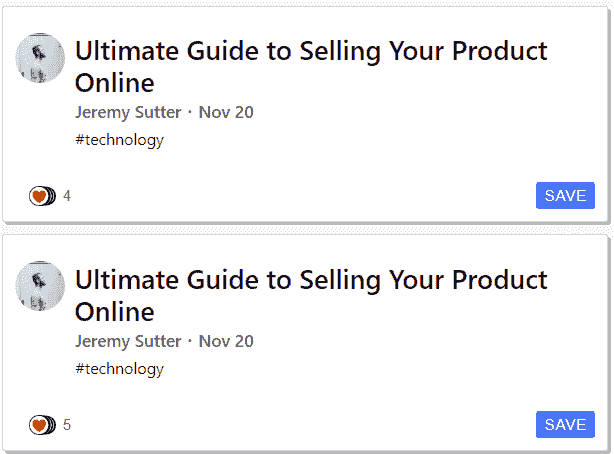 Ultimate Guide to Selling Your Product
Online
Jeremy Sutter · Nov 20
#technology
4
SAVE
Ultimate Guide to Selling Your Product
Online
Jeremy Sutter · Nov 20
#technology
5
SAVE